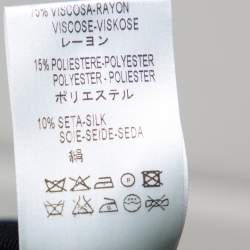 75% VISCOSA-RAYON
VISCOSE-VISKOSE
レーヨン
15% POLIESTERE-POLYESTER
POLYESTER - POLIESTER
ポリエステル
10% SETA-SILK
SOIE-SEIDE-SEDA
絹